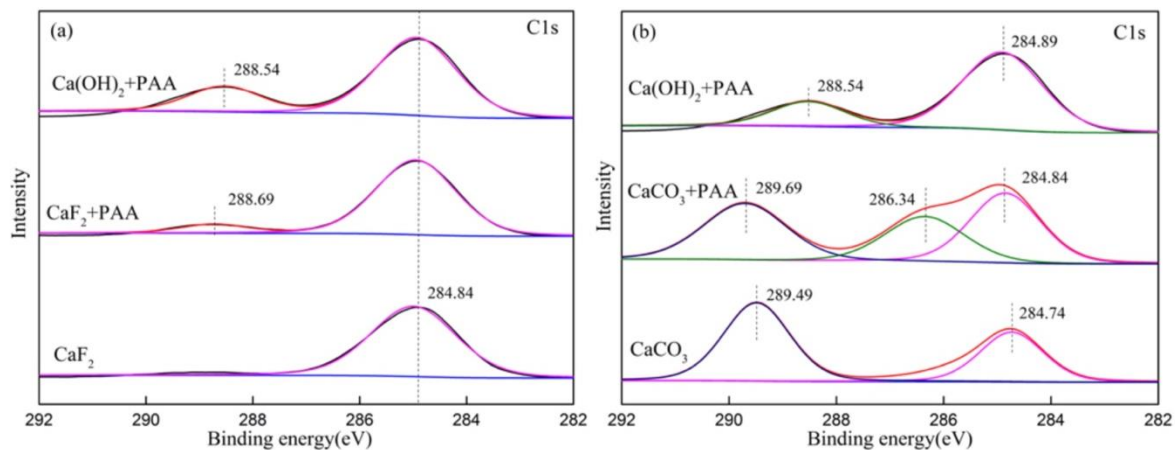 (a)
C1s
Ca(OH)2+PAA
288.54
CaF2+PAA
288.69
CaF2
284.84
Intensity
292 290 288 286 284 282
Binding energy(eV)
(b)
C1s
Ca(OH)2+PAA
288.54
284.89
CaCO3+PAA
289.69
286.34
284.84
CaCO3
289.49
284.74
Intensity
292 290 288 286 284 282
Binding energy(eV)